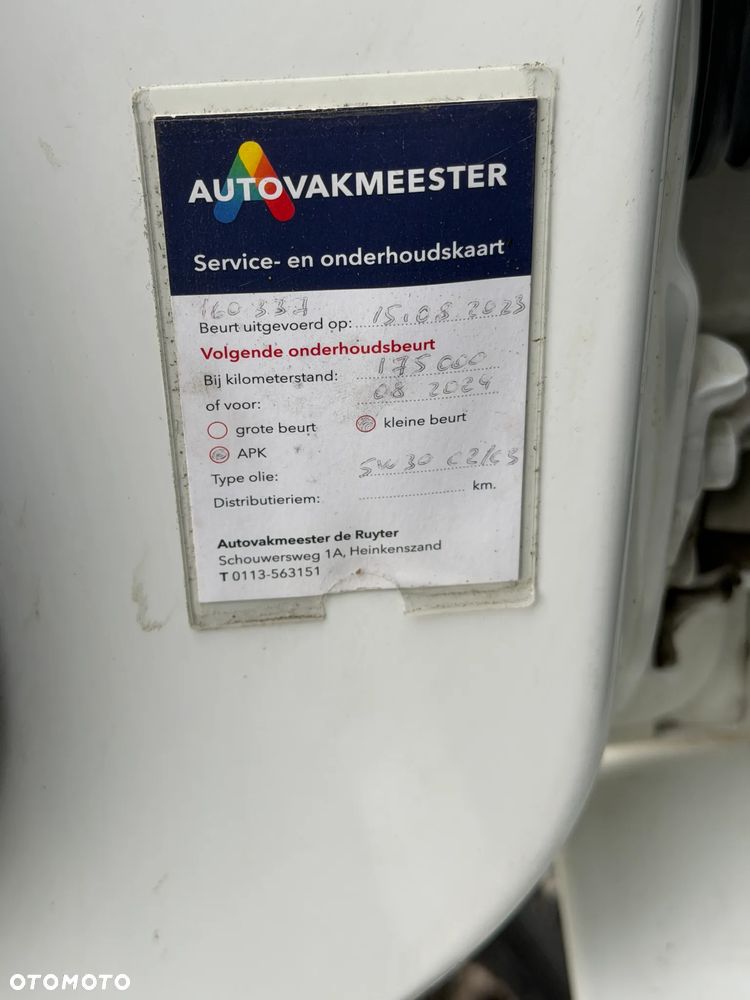 AUTOVAKMEESTER
Service- en onderhoudskaart
160 337
Beurt uitgevoerd op: 15.08 2023
Volgende onderhoudsbeurt
Bij kilometerstand: 175 000
of voor: 08 2024
grote beurt kleine beurt
APK
Type olie: 5w30 C2/C3
Distributieriem: km.
Autovakmeester de Ruyter
Schouwersweg 1A, Heinkenszand
T 0113-563151
OTOMOTO